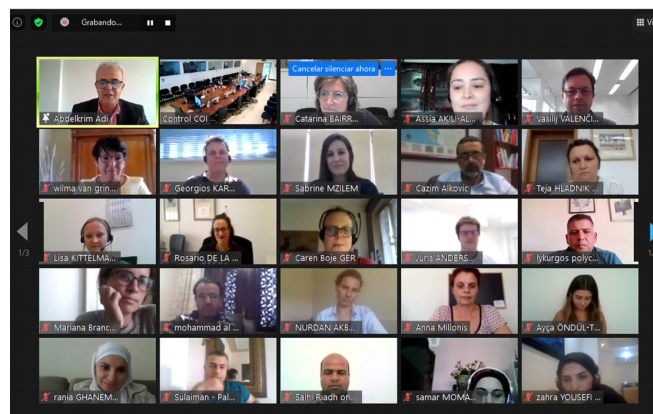 Grabando...
Vi
Cancelar silenciar ahora ...
Abdelkrim Adi
Control COI
Catarina BAIRR...
Assia AKILI-AL...
Vasilij VALENCI...
wilma van grin...
Georgios KAR...
Sabrine MZILEM
Cazim Alkovic
Teja HLADNIK ...
1/3
Lisa KITTELMA...
Rosario DE LA ...
Caren Boje GER
Juris ANDERS...
lykurgos polyc...
Mariana Branc...
mohammad al ...
NURDAN AKB...
Anna Milionis
Ayça ÖNDÜL-T...
rania GHANEM...
Sulaiman - Pal...
Salhi Riadh on...
samar MOMA...
zahra YOUSEFI ...